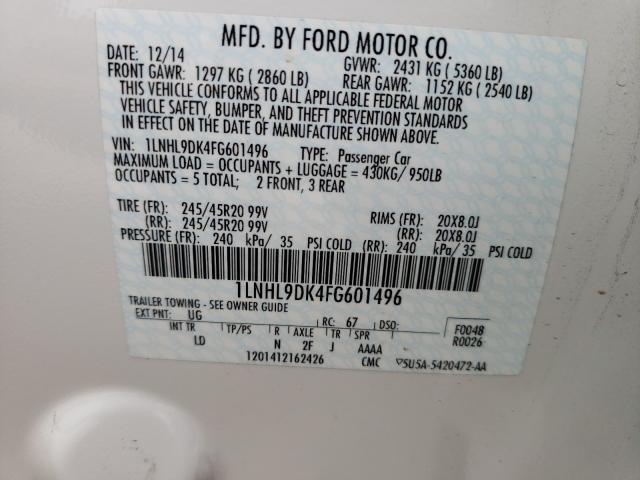 MFD. BY FORD MOTOR CO.
DATE: 12/14 GVWR: 2431 KG ( 5360 LB)
FRONT GAWR: 1297 KG ( 2860 LB) REAR GAWR: 1152 KG ( 2540 LB)
THIS VEHICLE CONFORMS TO ALL APPLICABLE FEDERAL MOTOR
VEHICLE SAFETY, BUMPER, AND THEFT PREVENTION STANDARDS
IN EFFECT ON THE DATE OF MANUFACTURE SHOWN ABOVE.
VIN: 1LNHL9DK4FG601496 TYPE: Passenger Car
MAXIMUM LOAD = OCCUPANTS + LUGGAGE = 430KG/ 950LB
OCCUPANTS = 5 TOTAL; 2 FRONT, 3 REAR
TIRE (FR): 245/45R20 99V RIMS (FR): 20X8.0J
(RR): 245/45R20 99V (RR): 20X8.0J
PRESSURE (FR): 240 kPa/ 35 PSI COLD (RR): 240 kPa/ 35 PSI COLD
1LNHL9DK4FG601496
TRAILER TOWING - SEE OWNER GUIDE
EXT PNT: UG RC: 67 DSO: F0048
INT TR TP/PS R AXLE TR SPR R0026
LD N 2F J AAAA
1201412162426 CMC SUSA-5420472-AA